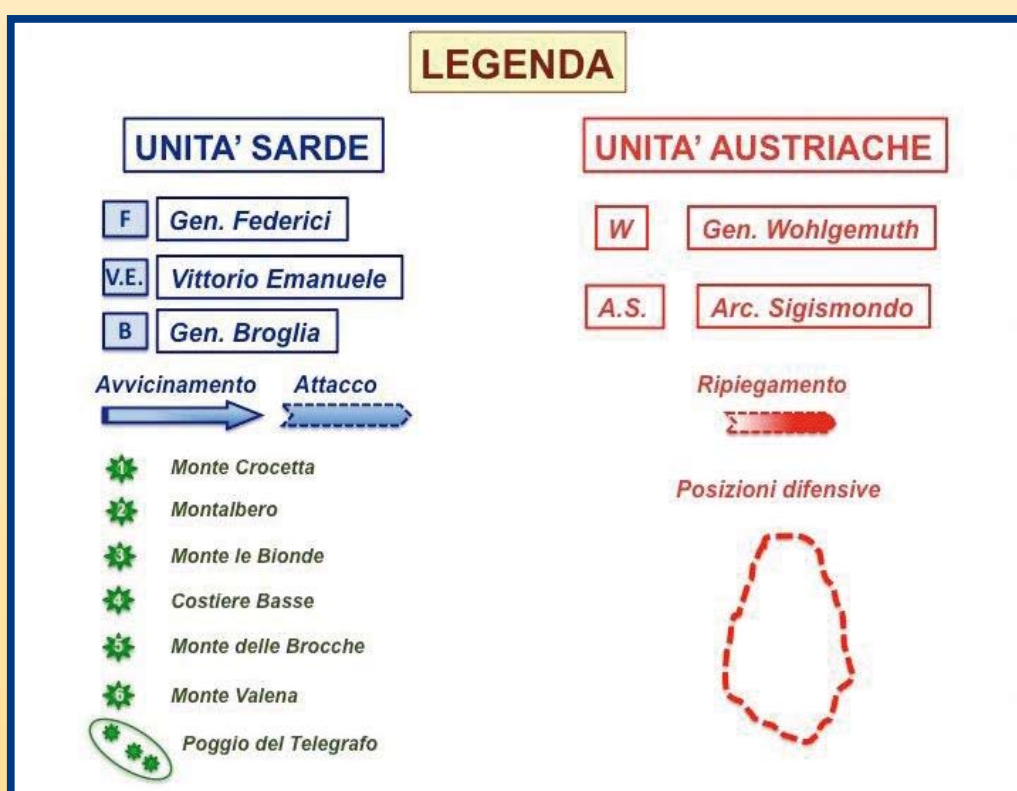 LEGENDA
UNITA' SARDE
F Gen. Federici
V.E. Vittorio Emanuele
B Gen. Broglia
Avvicinamento Attacco
1 Monte Crocetta
2 Montalbero
3 Monte le Bionde
4 Costiere Basse
5 Monte delle Brocche
6 Monte Valena
Poggio del Telegrafo
UNITA' AUSTRIACHE
W Gen. Wohlgemuth
A.S. Arc. Sigismondo
Ripiegamento
Posizioni difensive